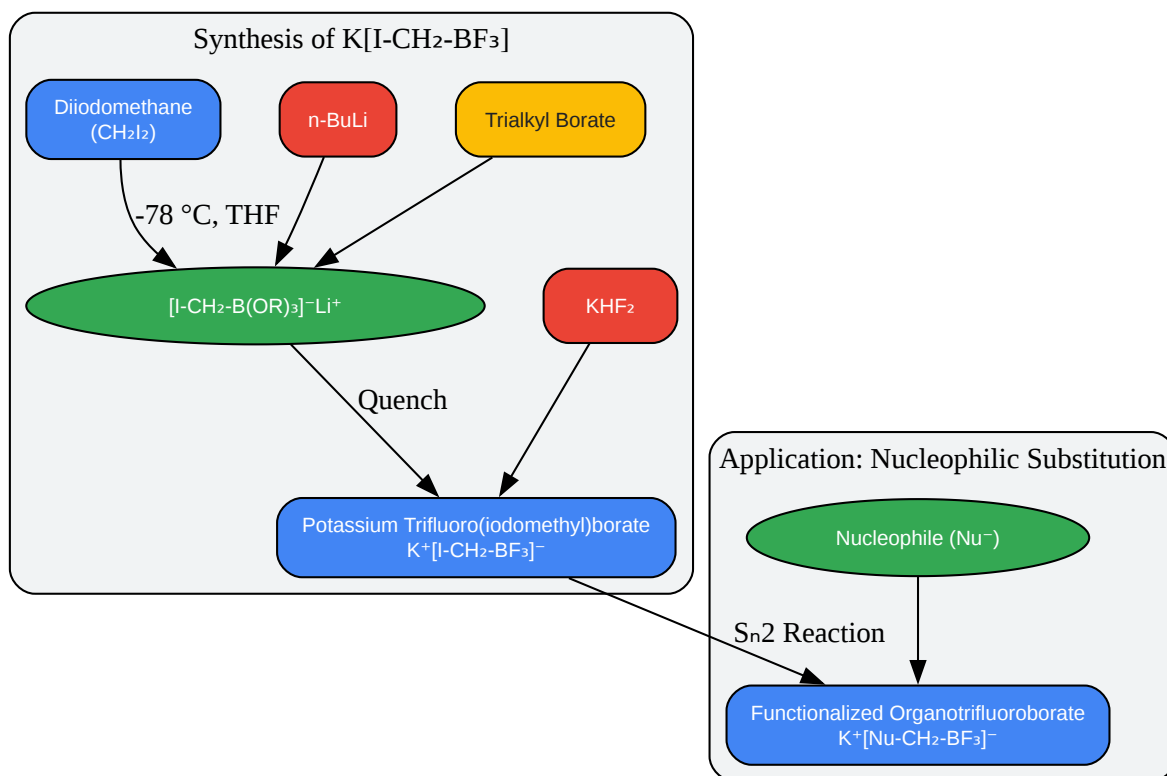 Synthesis of K[I-CH₂-BF₃]
Diiodomethane
(CH₂I₂)
n-BuLi
Trialkyl Borate
-78 °C, THF
[I-CH₂-B(OR)₃]⁻Li⁺
KHF₂
Quench
Potassium Trifluoro(iodomethyl)borate
K⁺[I-CH₂-BF₃]⁻
Application: Nucleophilic Substitution
Nucleophile (Nu⁻)
Sₙ2 Reaction
Functionalized Organotrifluoroborate
K⁺[Nu-CH₂-BF₃]⁻